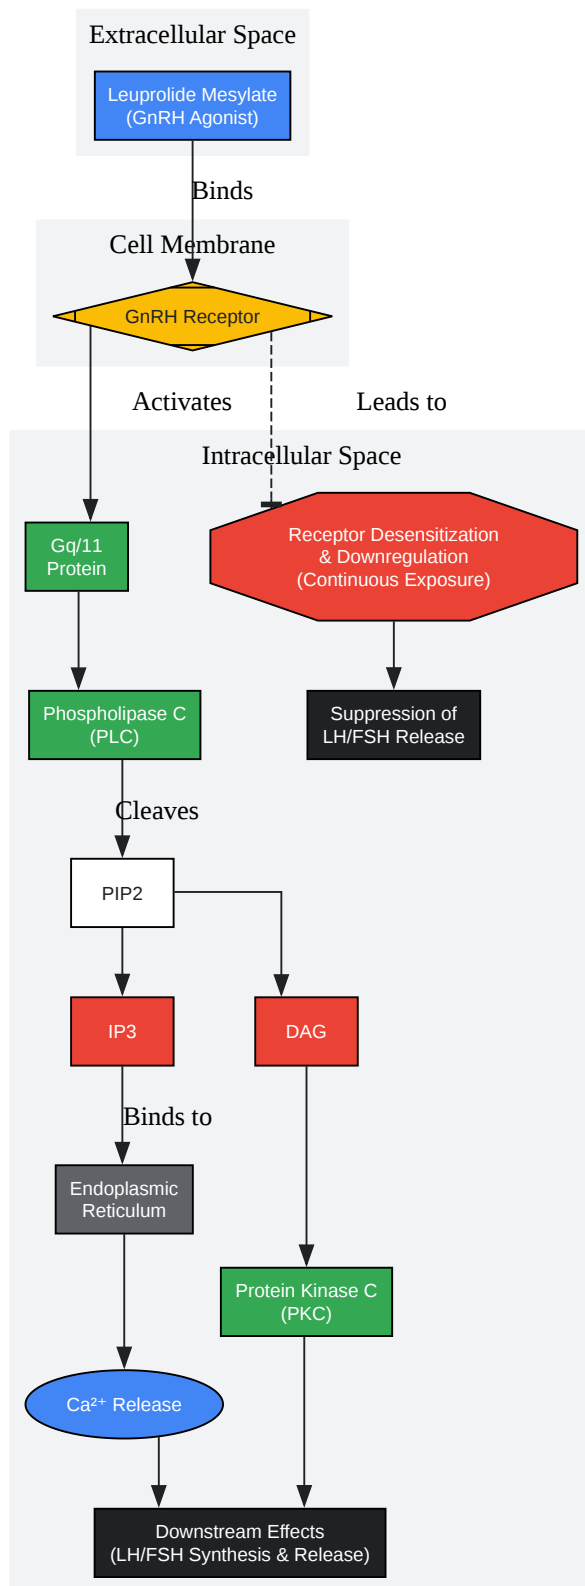 Extracellular Space
Leuprolide Mesylate
(GnRH Agonist)
Binds
Cell Membrane
GnRH Receptor
Activates
Leads to
Intracellular Space
Gq/11
Protein
Receptor Desensitization
& Downregulation
(Continuous Exposure)
Phospholipase C
(PLC)
Suppression of
LH/FSH Release
Cleaves
PIP2
IP3
DAG
Binds to
Endoplasmic
Reticulum
Protein Kinase C
(PKC)
Ca²⁺ Release
Downstream Effects
(LH/FSH Synthesis & Release)